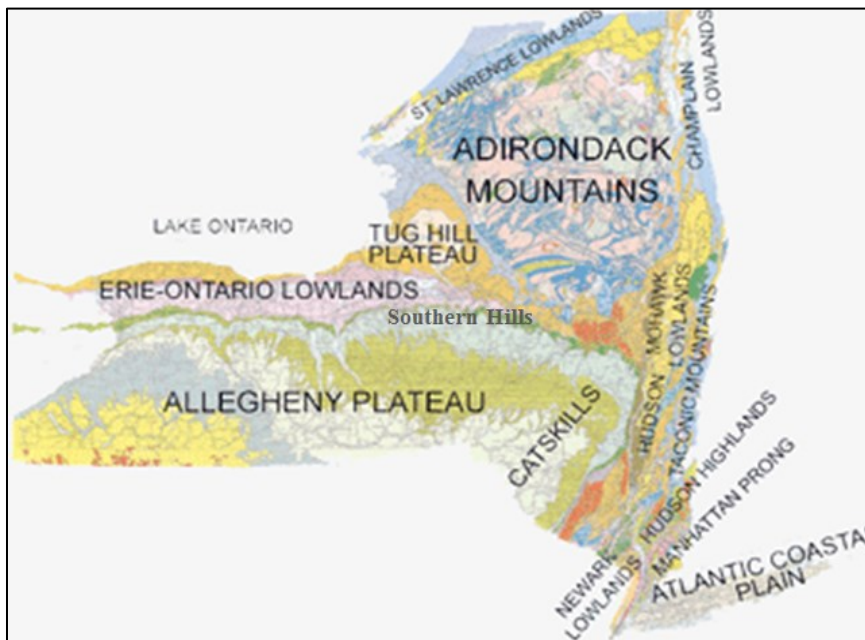 ST. LAWRENCE LOWLANDS
CHAMPLAIN
LOWLANDS
ADIRONDACK
MOUNTAINS
LAKE ONTARIO
TUG HILL
PLATEAU
ERIE-ONTARIO LOWLANDS
Southern Hills
HUDSON MOHAWK
LOWLANDS
TACONIC MOUNTAINS
ALLEGHENY PLATEAU
CATSKILLS
HUDSON HIGHLANDS
MANHATTAN PRONG
NEWARK
LOWLANDS
ATLANTIC COASTAL
PLAIN